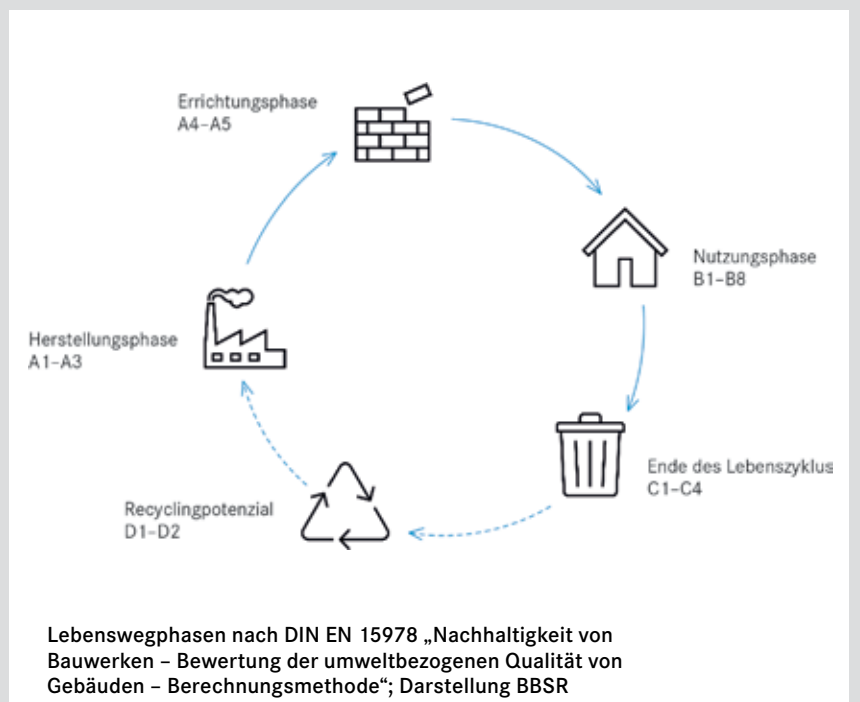 Errichtungsphase
A4–A5
Nutzungsphase
B1–B8
Herstellungsphase
A1–A3
Ende des Lebenszyklus
C1–C4
Recyclingpotenzial
D1–D2
Lebenswegphasen nach DIN EN 15978 „Nachhaltigkeit von
Bauwerken – Bewertung der umweltbezogenen Qualität von
Gebäuden – Berechnungsmethode“; Darstellung BBSR